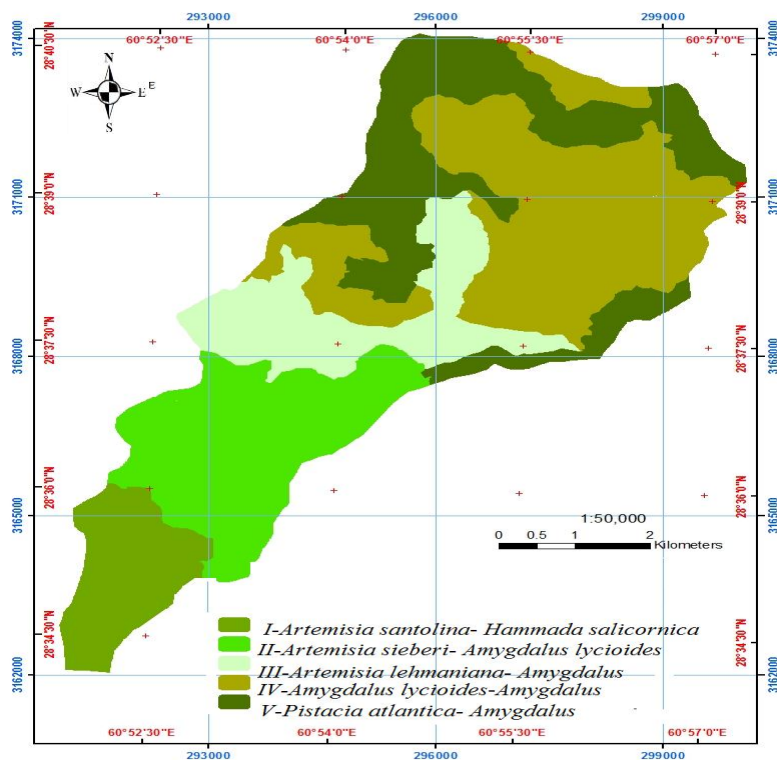 293000 296000 299000
60°52'30"E 60°54'0"E 60°55'30"E 60°57'0"E
3174000 28°40'30"N 3174000
N
W E E
S
3171000 28°39'0"N 28°39'0"N 3171000
3168000 28°37'30"N 28°37'30"N 3168000
3165000 28°36'0"N 28°36'0"N 3165000
1:50,000
0 0.5 1 2
Kilometers
3162000 28°34'30"N 28°34'30"N 3162000
I-Artemisia santolina- Hammada salicornica
II-Artemisia sieberi- Amygdalus lycioides
III-Artemisia lehmaniana- Amygdalus
IV-Amygdalus lycioides-Amygdalus
V-Pistacia atlantica- Amygdalus
60°52'30"E 60°54'0"E 60°55'30"E 60°57'0"E
293000 296000 299000